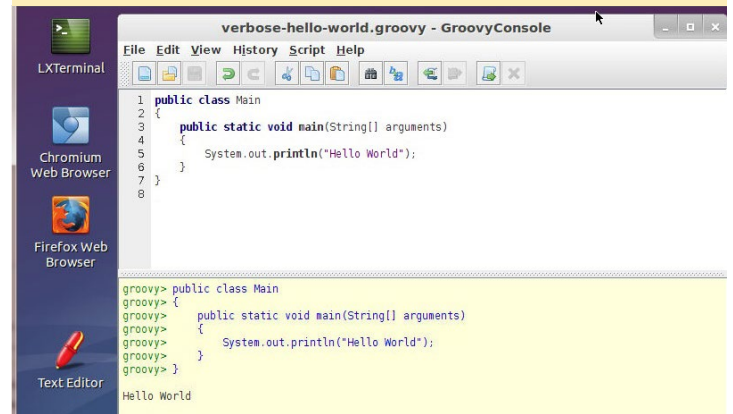 verbose-hello-world.groovy - GroovyConsole
File Edit View History Script Help
LXTerminal
Chromium
Web Browser
Firefox Web
Browser
Text Editor
1 public class Main
2 {
3 public static void main(String[] arguments)
4 {
5 System.out.println("Hello World");
6 }
7 }
8
groovy> public class Main
groovy> {
groovy> public static void main(String[] arguments)
groovy> {
groovy> System.out.println("Hello World");
groovy> }
groovy> }
Hello World